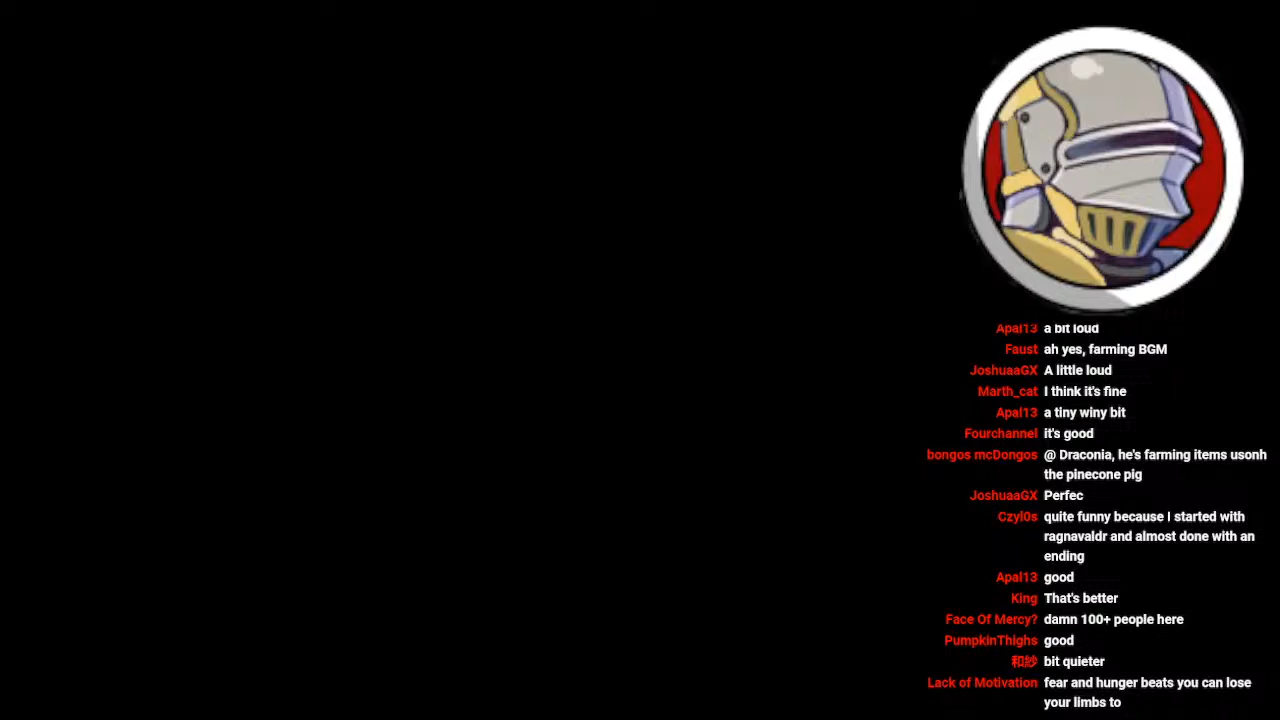 Apal13 a bit loud
Faust ah yes, farming BGM
JoshuaaGX A little loud
Marth_cat I think it's fine
Apal13 a tiny winy bit
Fourchannel it's good
bongos mcDongos @ Draconia, he's farming items usonh
the pinecone pig
JoshuaaGX Perfec
Czyl0s quite funny because I started with
ragnavaldr and almost done with an
ending
Apal13 good
King That's better
Face Of Mercy? damn 100+ people here
PumpkinThighs good
和紗 bit quieter
Lack of Motivation fear and hunger beats you can lose
your limbs to